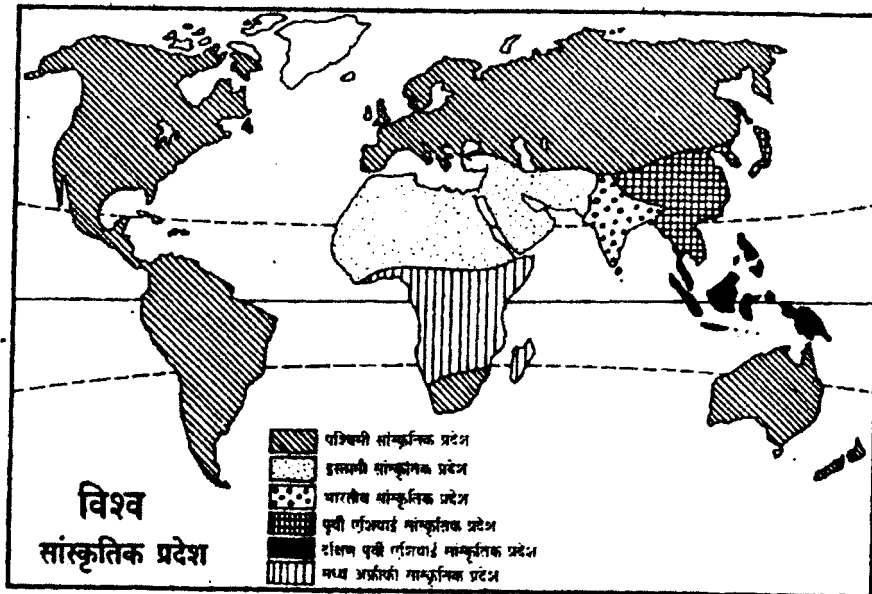 पश्चिमी सांस्कृतिक प्रदेश
इस्लामी सांस्कृतिक प्रदेश
भारतीय सांस्कृतिक प्रदेश
पूर्वी एशियाई सांस्कृतिक प्रदेश
दक्षिण पूर्वी एशियाई सांस्कृतिक प्रदेश
मध्य अफ्रीकी सांस्कृतिक प्रदेश
विश्व
सांस्कृतिक प्रदेश